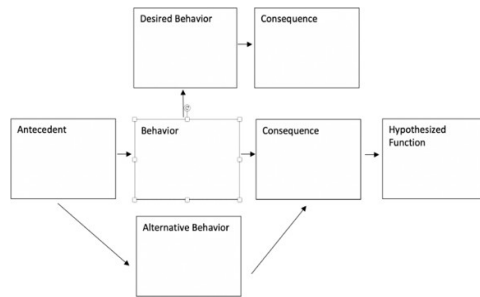 Desired Behavior
Consequence
Antecedent
Behavior
Consequence
Hypothesized
Function
Alternative Behavior